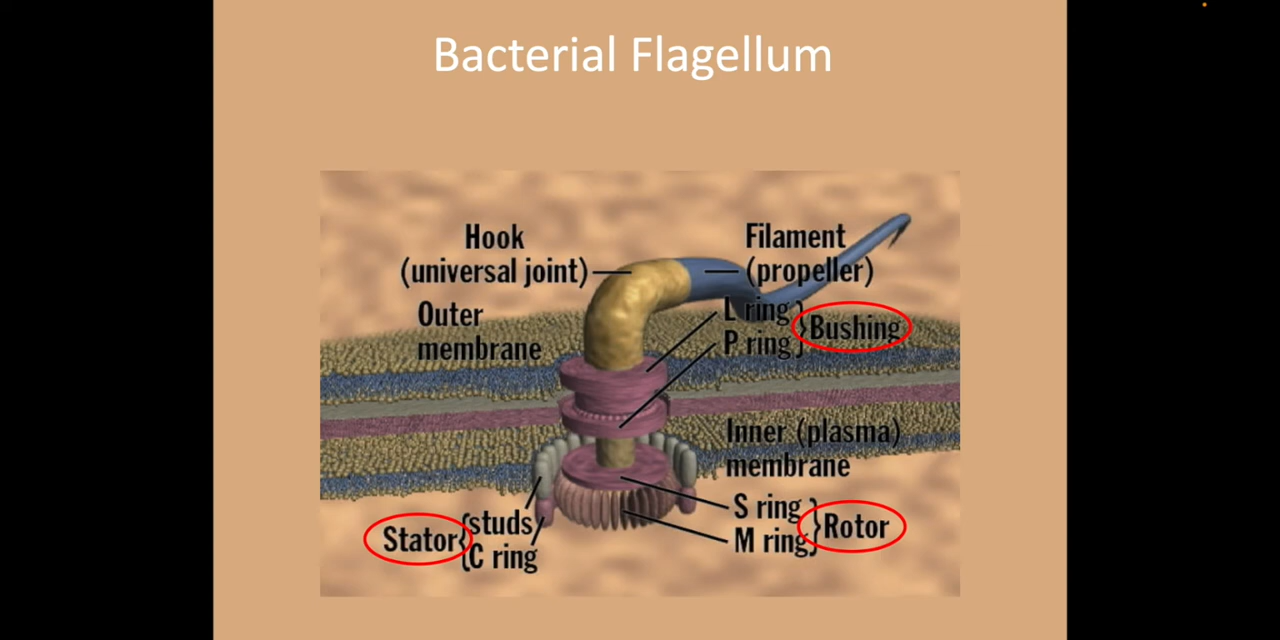 Bacterial Flagellum
Hook
(universal joint)
Filament
(propeller)
Outer
membrane
L ring
P ring
Bushing
Inner (plasma)
membrane
S ring
M ring
Rotor
Stator
studs
C ring